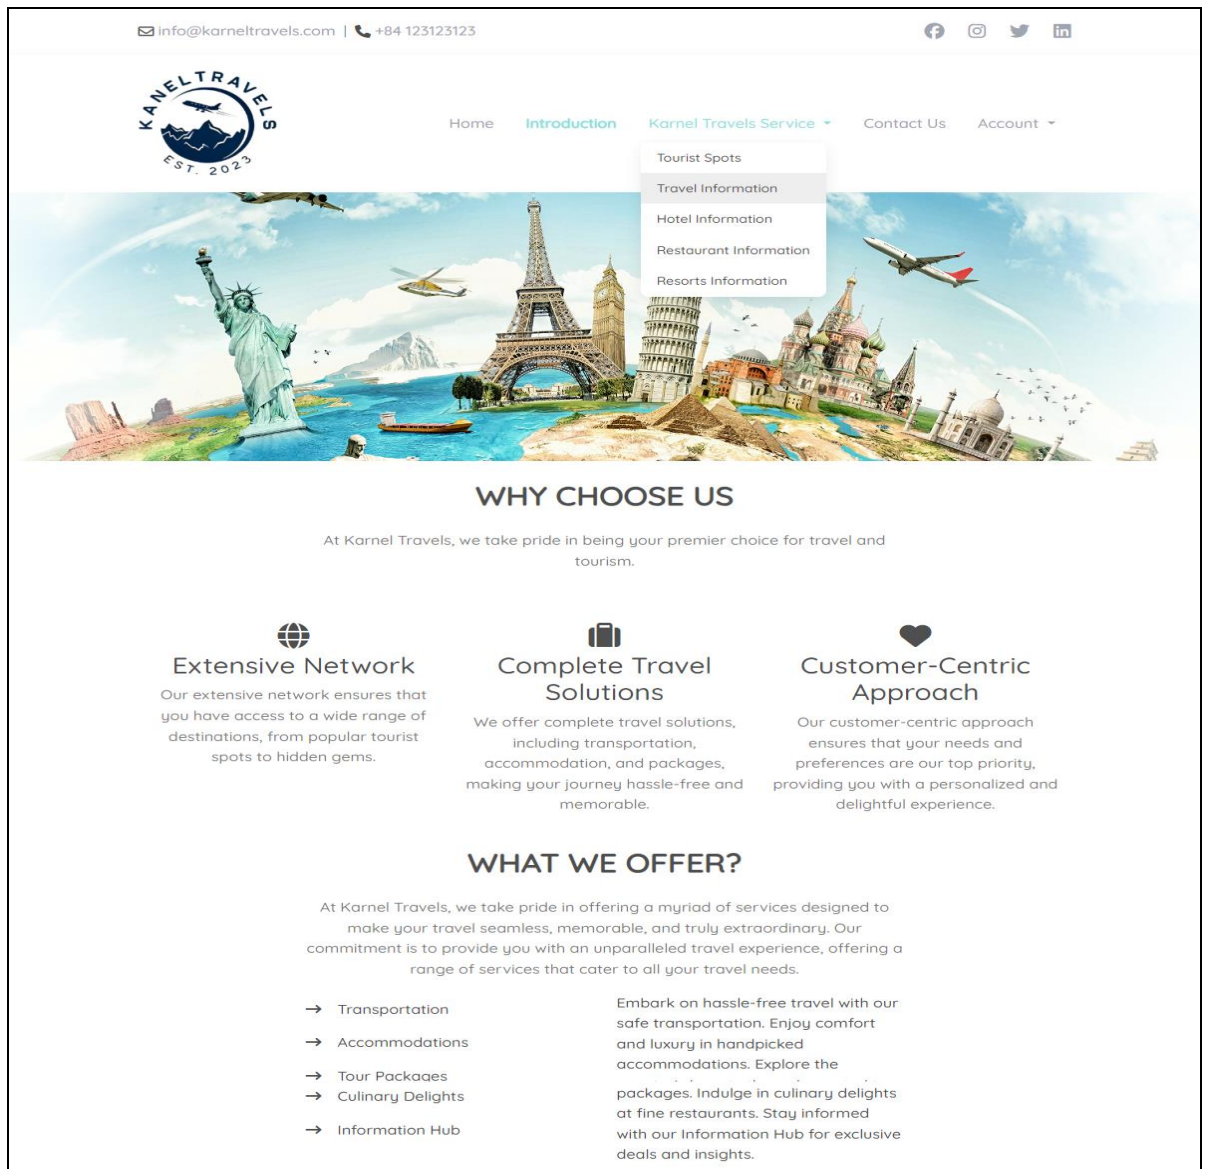 info@karneltravels.com | +84 123123123
KANELTRAVELS
EST. 2023
Home Introduction Karnel Travels Service Contact Us Account
Tourist Spots
Travel Information
Hotel Information
Restaurant Information
Resorts Information
WHY CHOOSE US
At Karnel Travels, we take pride in being your premier choice for travel and
tourism.
Extensive Network
Our extensive network ensures that
you have access to a wide range of
destinations, from popular tourist
spots to hidden gems.
Complete Travel
Solutions
We offer complete travel solutions,
including transportation,
accommodation, and packages,
making your journey hassle-free and
memorable.
Customer-Centric
Approach
Our customer-centric approach
ensures that your needs and
preferences are our top priority,
providing you with a personalized and
delightful experience.
WHAT WE OFFER?
At Karnel Travels, we take pride in offering a myriad of services designed to
make your travel seamless, memorable, and truly extraordinary. Our
commitment is to provide you with an unparalleled travel experience, offering a
range of services that cater to all your travel needs.
→ Transportation
→ Accommodations
→ Tour Packages
→ Culinary Delights
→ Information Hub
Embark on hassle-free travel with our
safe transportation. Enjoy comfort
and luxury in handpicked
accommodations. Explore the
packages. Indulge in culinary delights
at fine restaurants. Stay informed
with our Information Hub for exclusive
deals and insights.